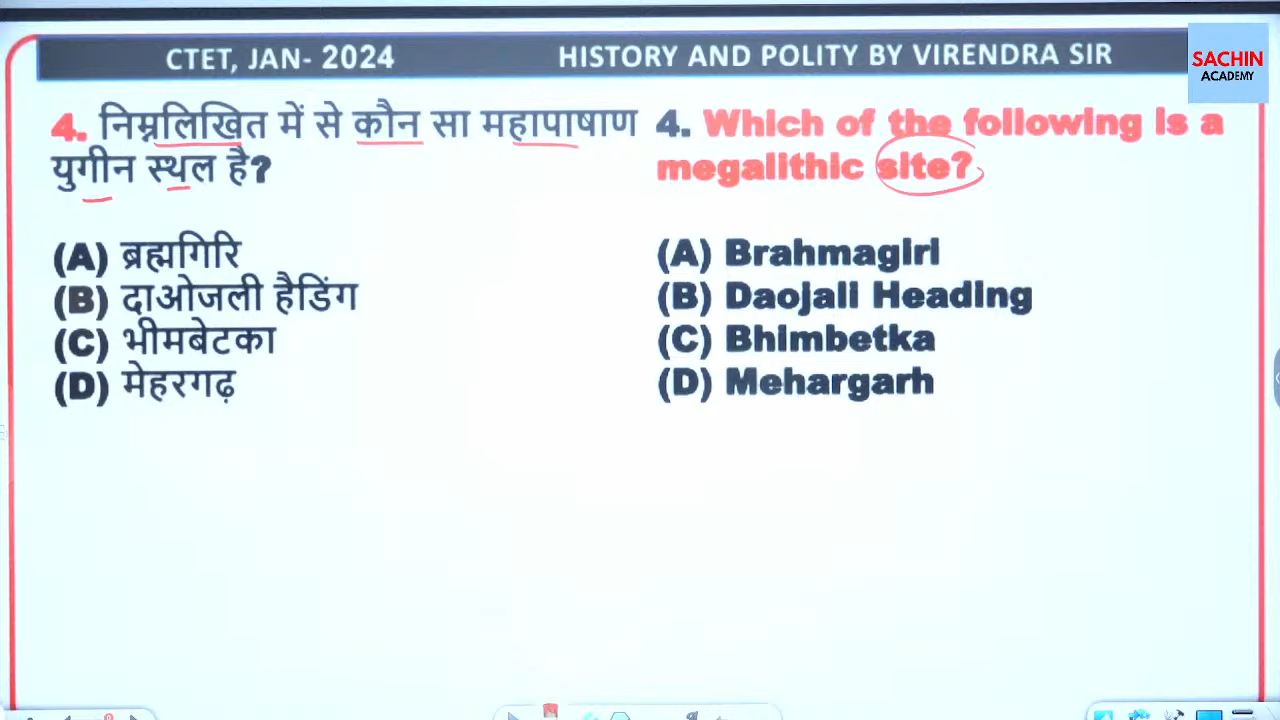 CTET, JAN- 2024
HISTORY AND POLITY BY VIRENDRA SIR
SACHIN
ACADEMY
4. निम्नलिखित में से कौन सा महापाषाण
युगीन स्थल है?
(A) ब्रह्मगिरि
(B) दाओजली हैडिंग
(C) भीमबेटका
(D) मेहरगढ़
4. Which of the following is a
megalithic site?
(A) Brahmagiri
(B) Daojali Heading
(C) Bhimbetka
(D) Mehargarh